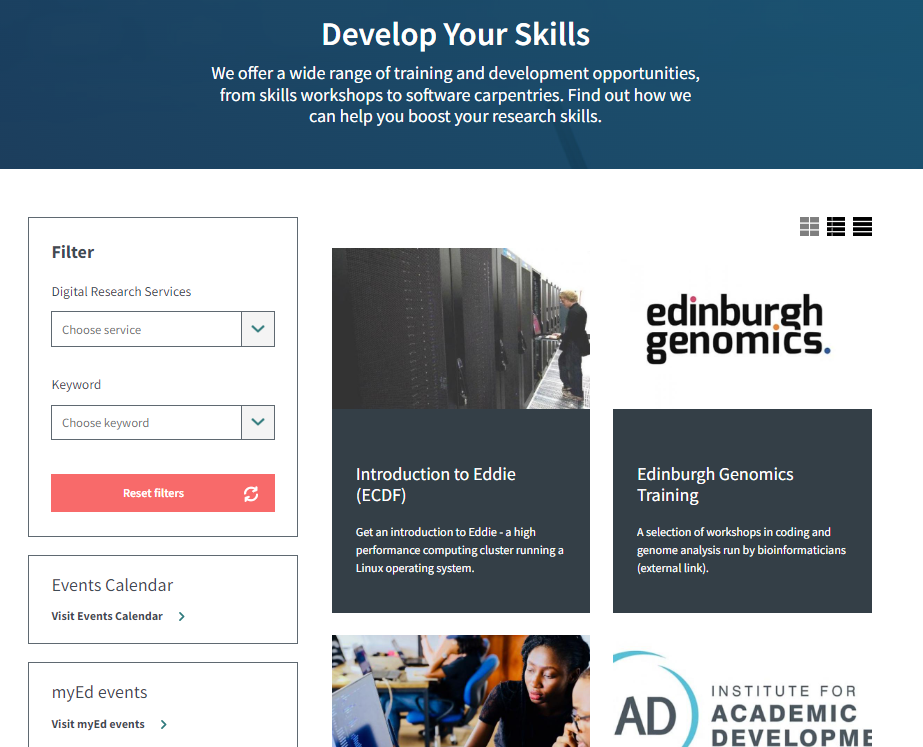 Develop Your Skills
We offer a wide range of training and development opportunities,
from skills workshops to software carpentries. Find out how we
can help you boost your research skills.
Filter
Digital Research Services
Choose service
Keyword
Choose keyword
Reset filters
Events Calendar
Visit Events Calendar
myEd events
Visit myEd events
edinburgh
genomics.
Introduction to Eddie
(ECDF)
Get an introduction to Eddie - a high
performance computing cluster running a
Linux operating system.
Edinburgh Genomics
Training
A selection of workshops in coding and
genome analysis run by bioinformaticians
(external link).
AD
INSTITUTE FOR
ACADEMIC
DEVELOPME